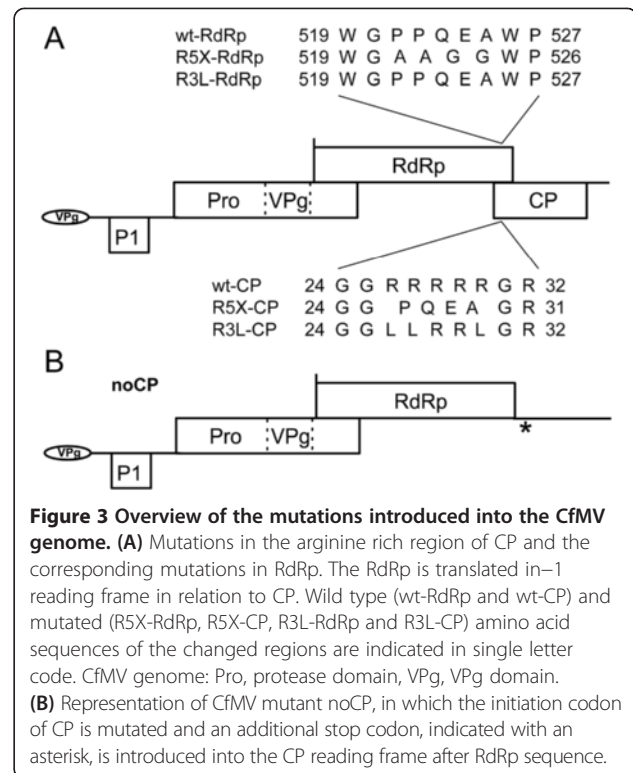 A
wt-RdRp 519 W G P P Q E A W P 527
R5X-RdRp 519 W G A A G G W P 526
R3L-RdRp 519 W G P P Q E A W P 527
RdRp
Pro VPg CP
VPg
P1
wt-CP 24 G G R R R R R G R 32
R5X-CP 24 G G P Q E A G R 31
R3L-CP 24 G G L L R R L G R 32
B
noCP
RdRp
Pro VPg *
VPg
P1
Figure 3 Overview of the mutations introduced into the CfMV
genome. (A) Mutations in the arginine rich region of CP and the
corresponding mutations in RdRp. The RdRp is translated in−1
reading frame in relation to CP. Wild type (wt-RdRp and wt-CP) and
mutated (R5X-RdRp, R5X-CP, R3L-RdRp and R3L-CP) amino acid
sequences of the changed regions are indicated in single letter
code. CfMV genome: Pro, protease domain, VPg, VPg domain.
(B) Representation of CfMV mutant noCP, in which the initiation codon
of CP is mutated and an additional stop codon, indicated with an
asterisk, is introduced into the CP reading frame after RdRp sequence.